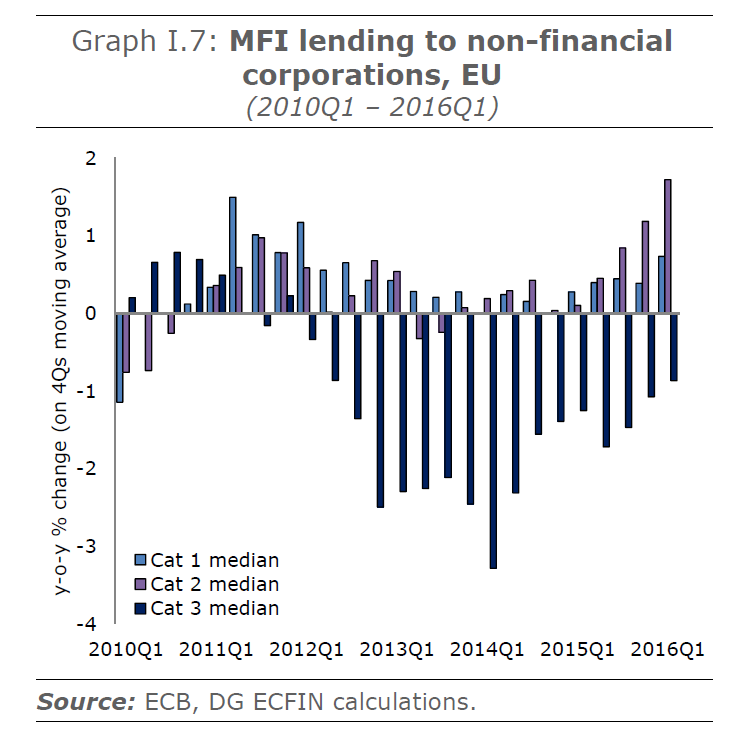 Graph I.7: MFI lending to non-financial
corporations, EU
(2010Q1 – 2016Q1)
y-o-y % change (on 4Qs moving average)
2
1
0
-1
-2
-3
-4
Cat 1 median
Cat 2 median
Cat 3 median
2010Q1 2011Q1 2012Q1 2013Q1 2014Q1 2015Q1 2016Q1
Source: ECB, DG ECFIN calculations.